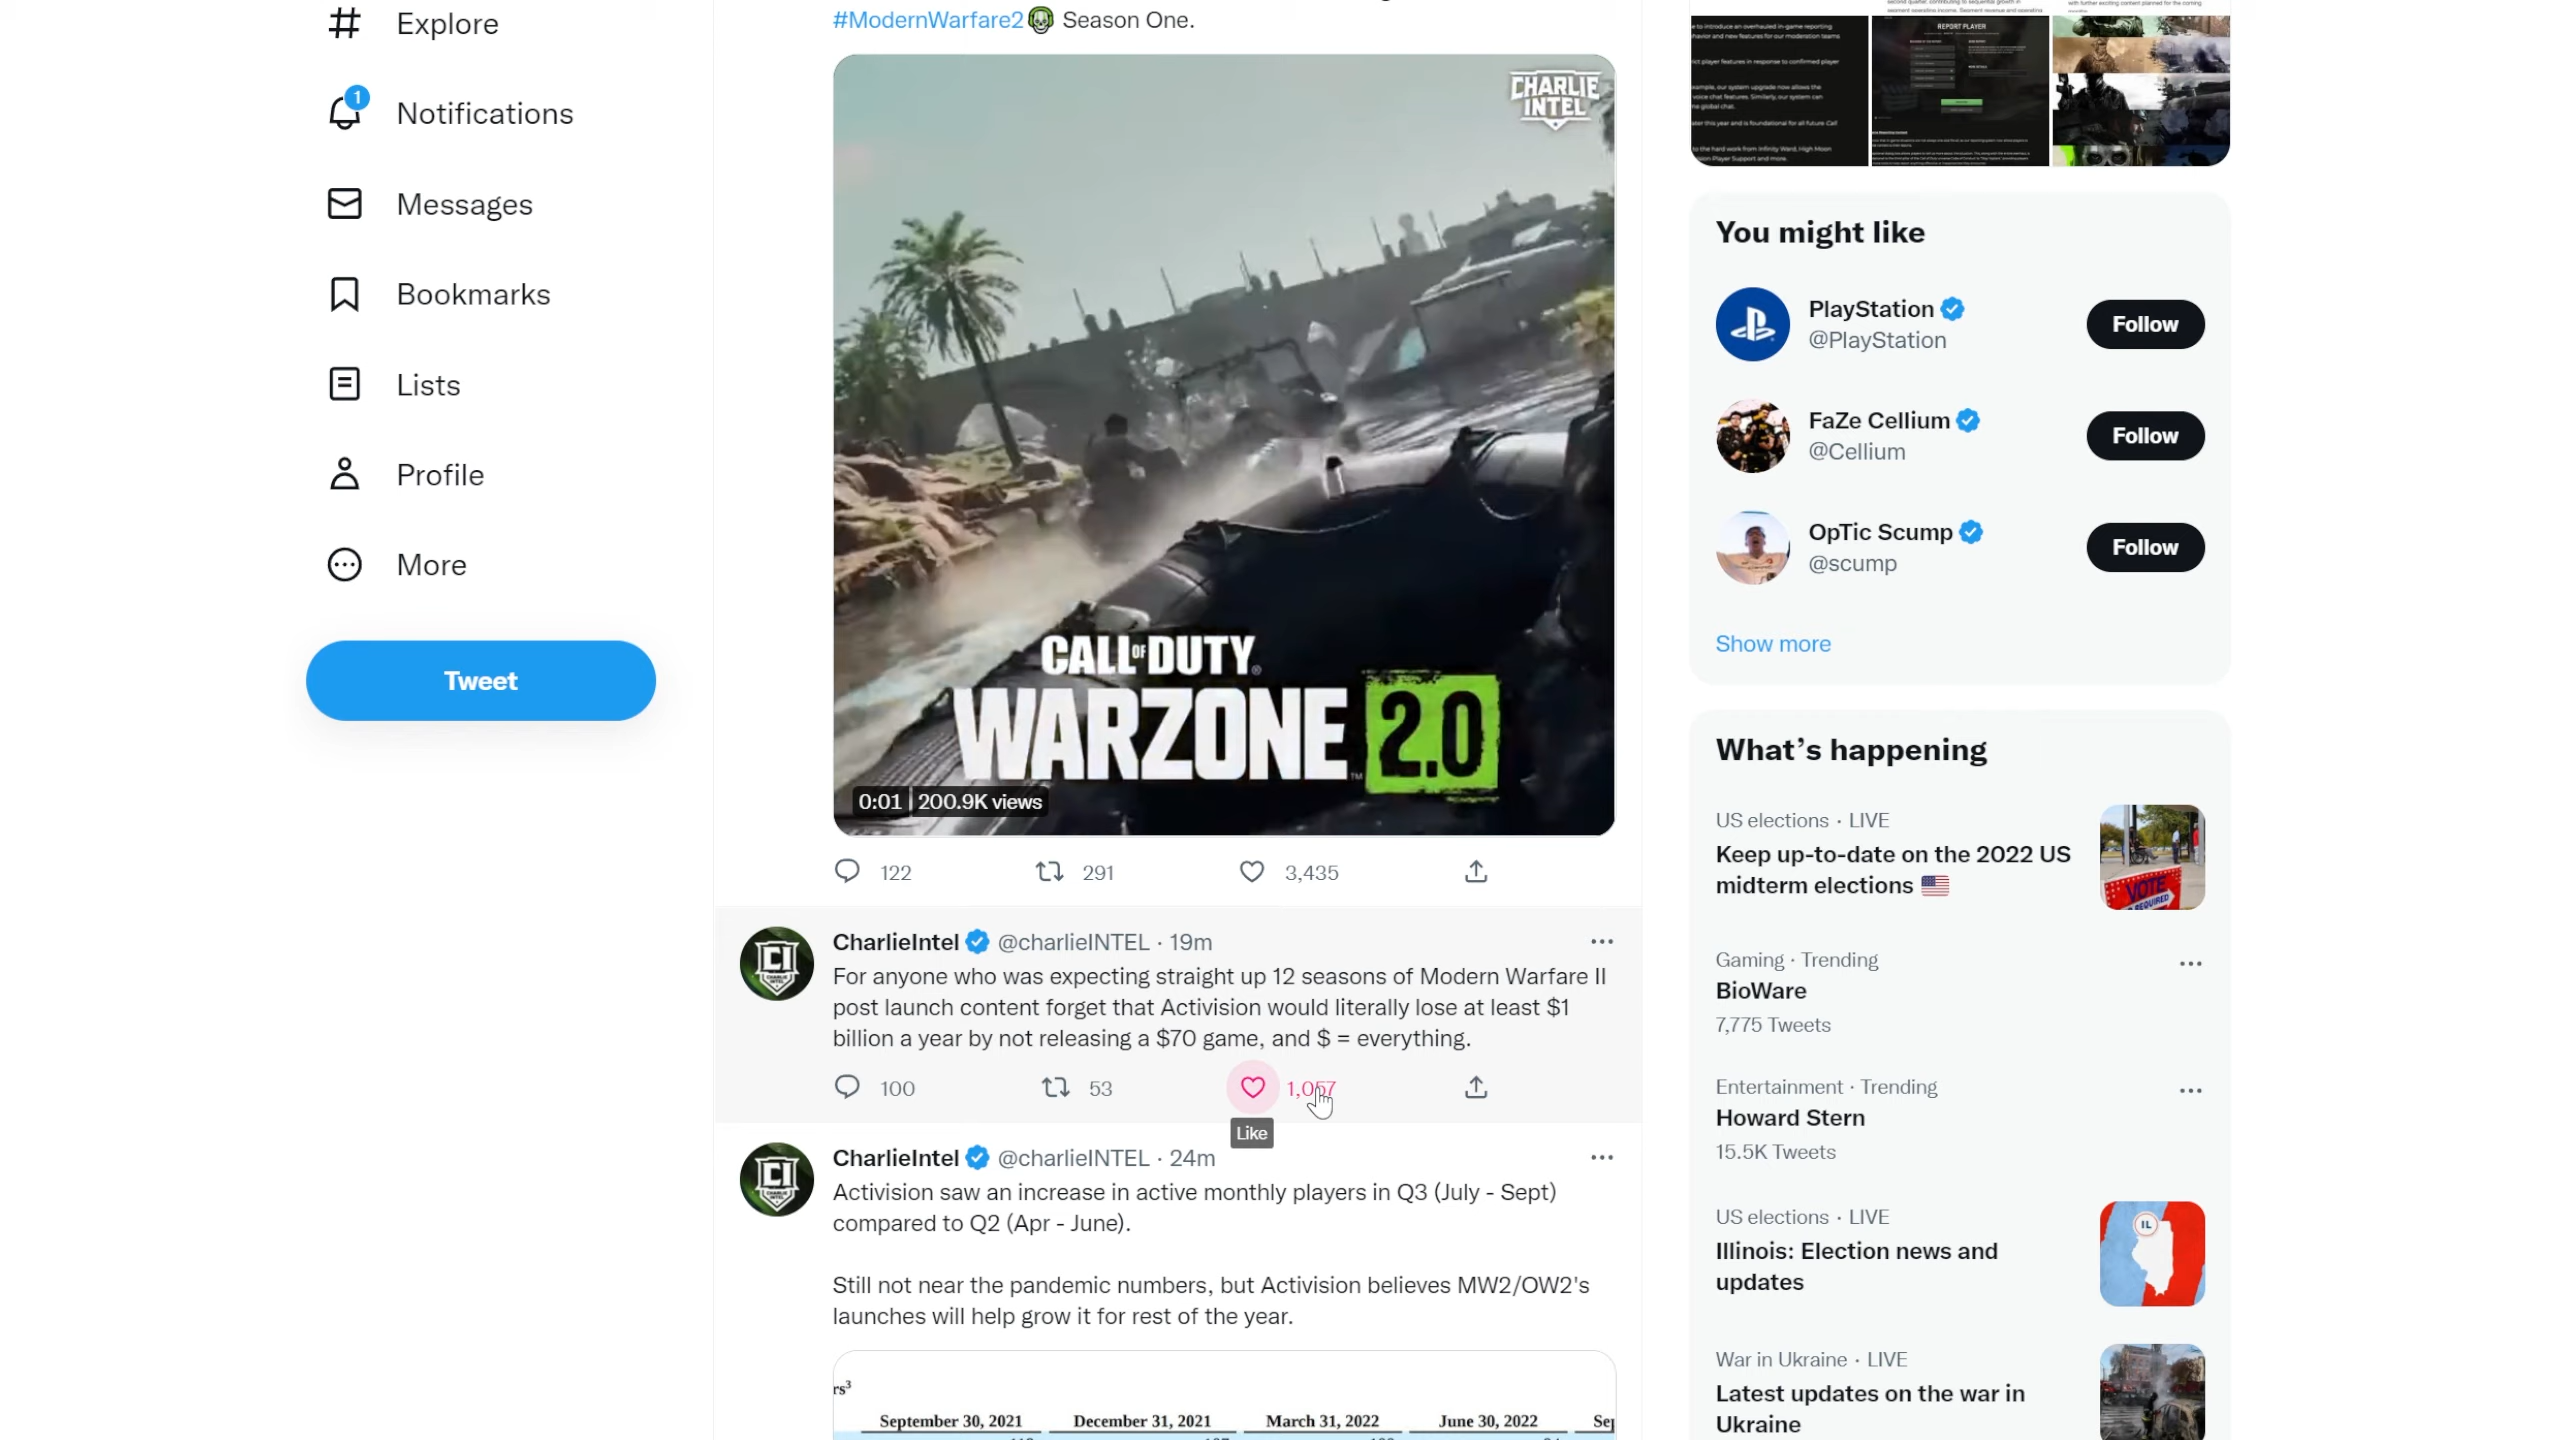 Explore
1
Notifications
Messages
Bookmarks
Lists
Profile
More
Tweet
#ModernWarfare2 Season One.
CHARLIE
INTEL
CALL OF DUTY
WARZONE 2.0
0:01 | 200.9K views
122 291 3,435
CharlieIntel @charlieINTEL · 19m
For anyone who was expecting straight up 12 seasons of Modern Warfare II
post launch content forget that Activision would literally lose at least $1
billion a year by not releasing a $70 game, and $ = everything.
100 53 1,057
Like
CharlieIntel @charlieINTEL · 24m
Activision saw an increase in active monthly players in Q3 (July - Sept)
compared to Q2 (Apr - June).
Still not near the pandemic numbers, but Activision believes MW2/OW2's
launches will help grow it for rest of the year.
rs3
September 30, 2021 December 31, 2021 March 31, 2022 June 30, 2022 Sep
REPORT PLAYER
You might like
PlayStation
@PlayStation
Follow
FaZe Cellium
@Cellium
Follow
OpTic Scump
@scump
Follow
Show more
What’s happening
US elections · LIVE
Keep up-to-date on the 2022 US
midterm elections
VOTE
Gaming · Trending
BioWare
7,775 Tweets
Entertainment · Trending
Howard Stern
15.5K Tweets
US elections · LIVE
Illinois: Election news and
updates
IL
War in Ukraine · LIVE
Latest updates on the war in
Ukraine